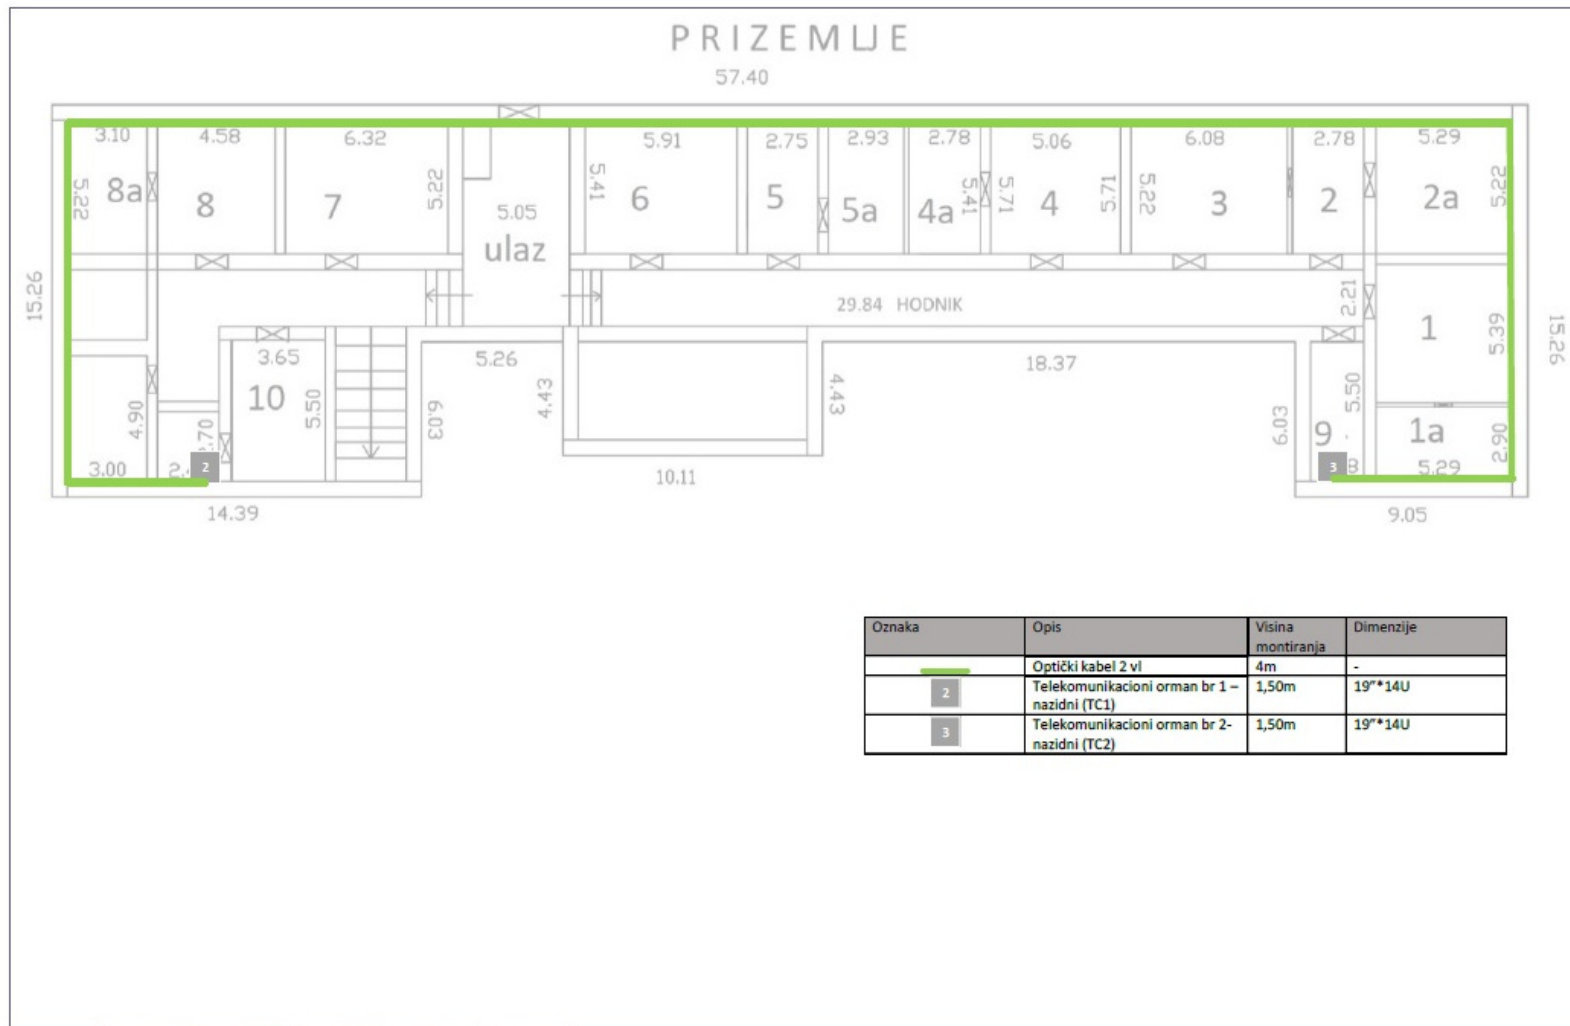 PRIZEMLJE
57.40
3.10 4.58 6.32 5.91 2.75 2.93 2.78 5.06 6.08 2.78 5.29
5.22 8a 8 7 5.22 5.05 5.41 6 5 5a 4a 5.41 5.71 4 5.71 5.22 3 2 2a 5.22
ulaz
15.26 29.84 HODNIK 2.21 1 5.39 15.26
3.65 5.26 18.37
10 5.50 6.03 4.43 4.43 6.03 5.50
4.90 9 1a 2.90
3.00 2 3 5.29
14.39 10.11 9.05
Oznaka Opis Visina Dimenzije
montiranja
Optički kabel 2 vl 4m -
2 Telekomunikacioni orman br 1 – 1,50m 19"*14U
nazidni (TC1)
3 Telekomunikacioni orman br 2- 1,50m 19"*14U
nazidni (TC2)